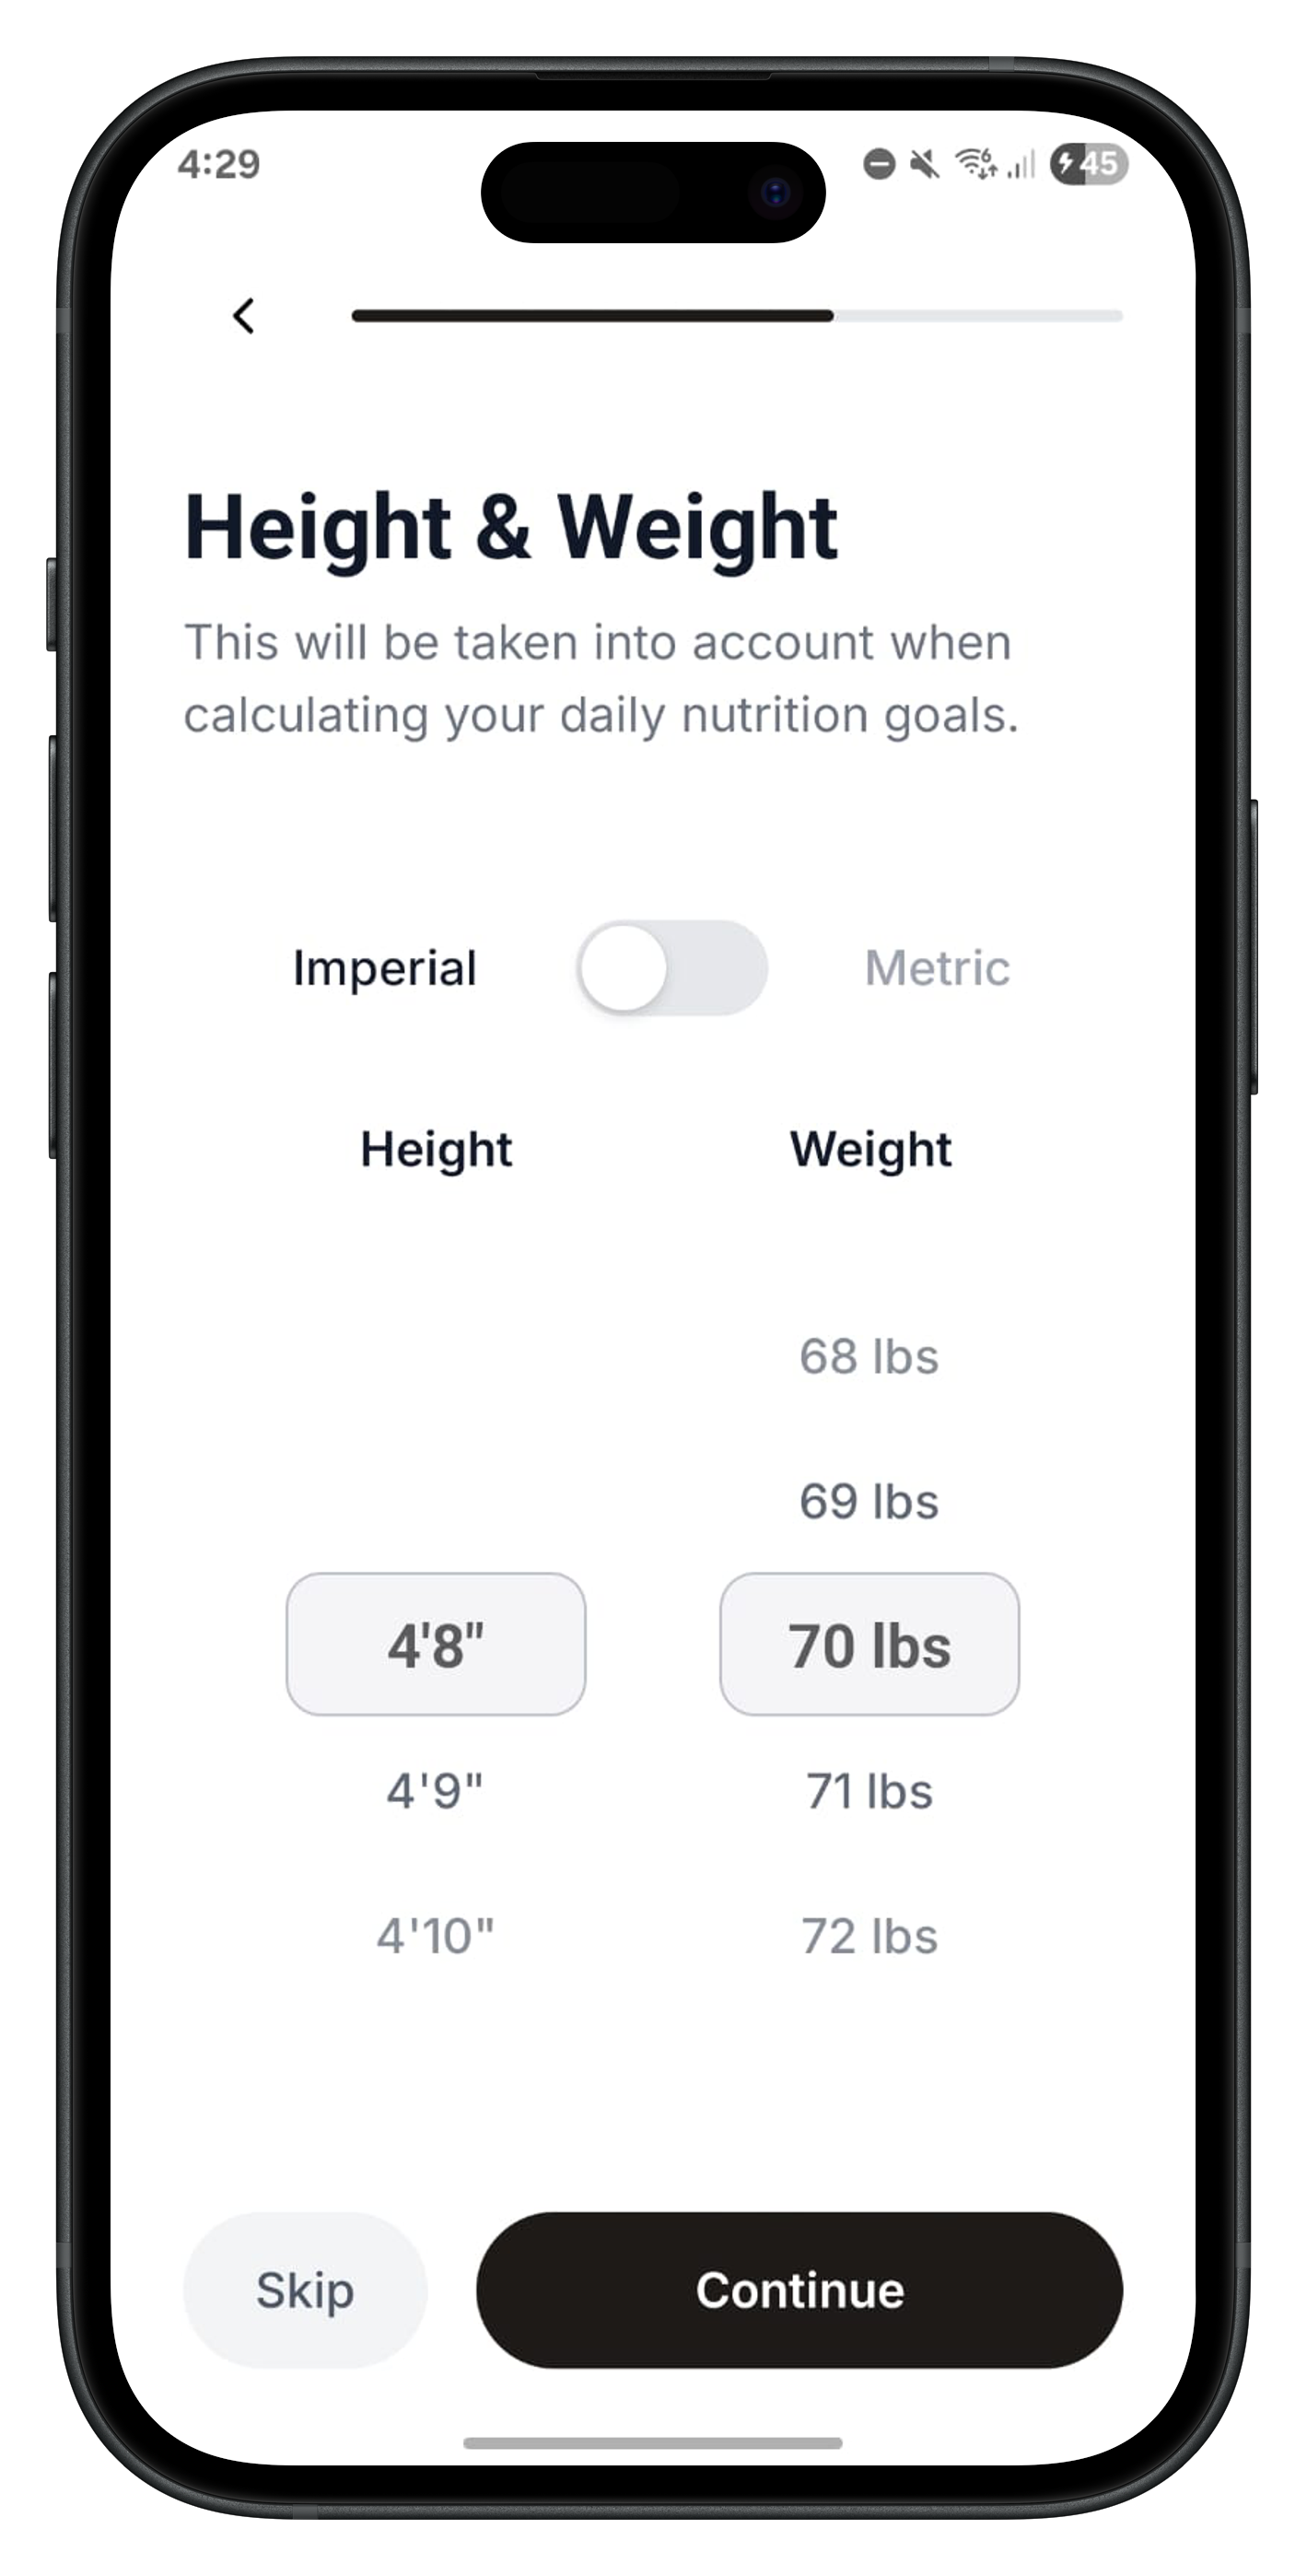 4:29
6
45
Height & Weight
This will be taken into account when
calculating your daily nutrition goals.
Imperial Metric
Height Weight
68 lbs
69 lbs
4'8" 70 lbs
4'9" 71 lbs
4'10" 72 lbs
Skip Continue